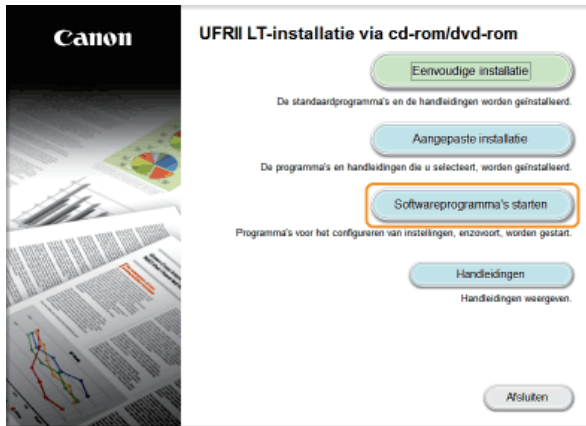 Canon
UFRII LT-installatie via cd-rom/dvd-rom
Eenvoudige installatie
De standaardprogramma's en de handleidingen worden geïnstalleerd.
Aangepaste installatie
De programma's en handleidingen die u selecteert, worden geïnstalleerd.
Softwareprogramma's starten
Programma's voor het configureren van instellingen, enzovoort, worden gestart.
Handleidingen
Handleidingen weergeven.
Afsluiten